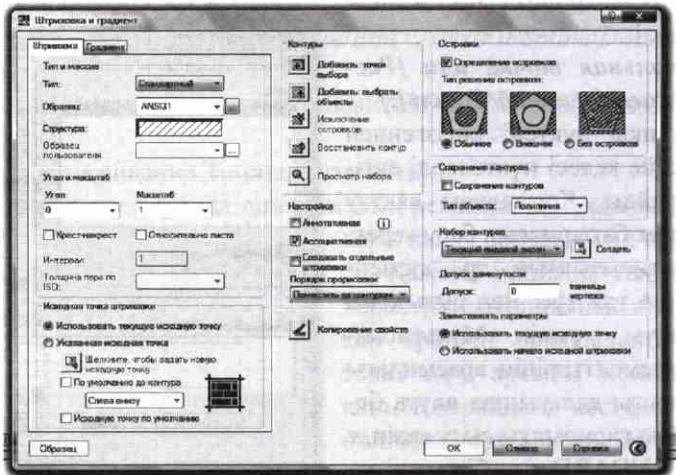 Штриховка и градиент
Штриховка Градиент
Тип и массив
Тип: Стандартный
Образец: ANSI31
Структура:
Образец пользователя
Угол и масштаб
Угол Масштаб
0 1
Крест-накрест Относительно листа
Интервал: 1
Толщина пера по ISO:
Исходная точка штриховки
Использовать текущую исходную точку
Указанная исходная точка
Щелкните, чтобы задать новую исходную точку
По умолчанию до контура
Слева внизу
Исходную точку по умолчанию
Образец
Контуры
Добавить: точки выбора
Добавить: выбрать объекты
Исключение островков
Восстановить контур
Просмотр набора
Настройка
Аннотативная
Ассоциативная
Создавать отдельные штриховки
Порядок прорисовки:
Поместить за контуром
Копирование свойств
Островки
Определение островков
Тип решения островков:
Обычное Внешнее Без островков
Сохранение контуров
Сохранение контуров
Тип объекта: Полилиния
Набор контуров
Текущий видовой экран Создать
Допуск замкнутости
Допуск: 0 единицы чертежа
Заимствовать параметры
Использовать текущую исходную точку
Использовать начало исходной штриховки
ОК Отмена Справка